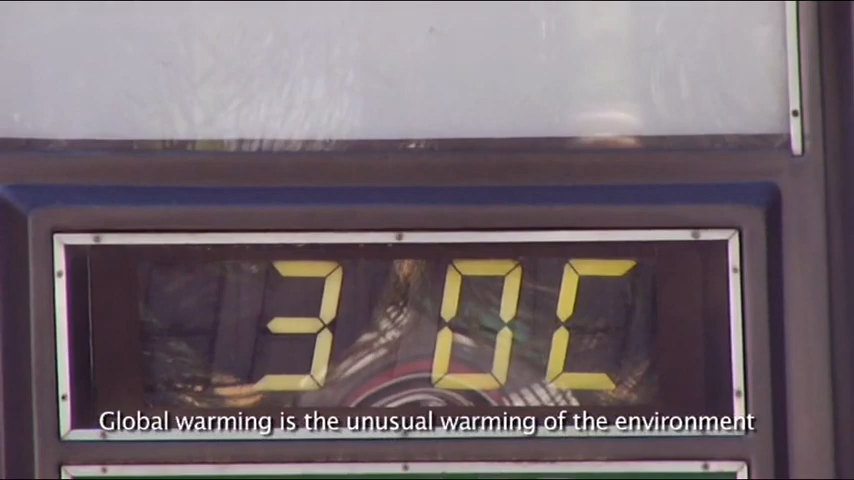 30C
Global warming is the unusual warming of the environment